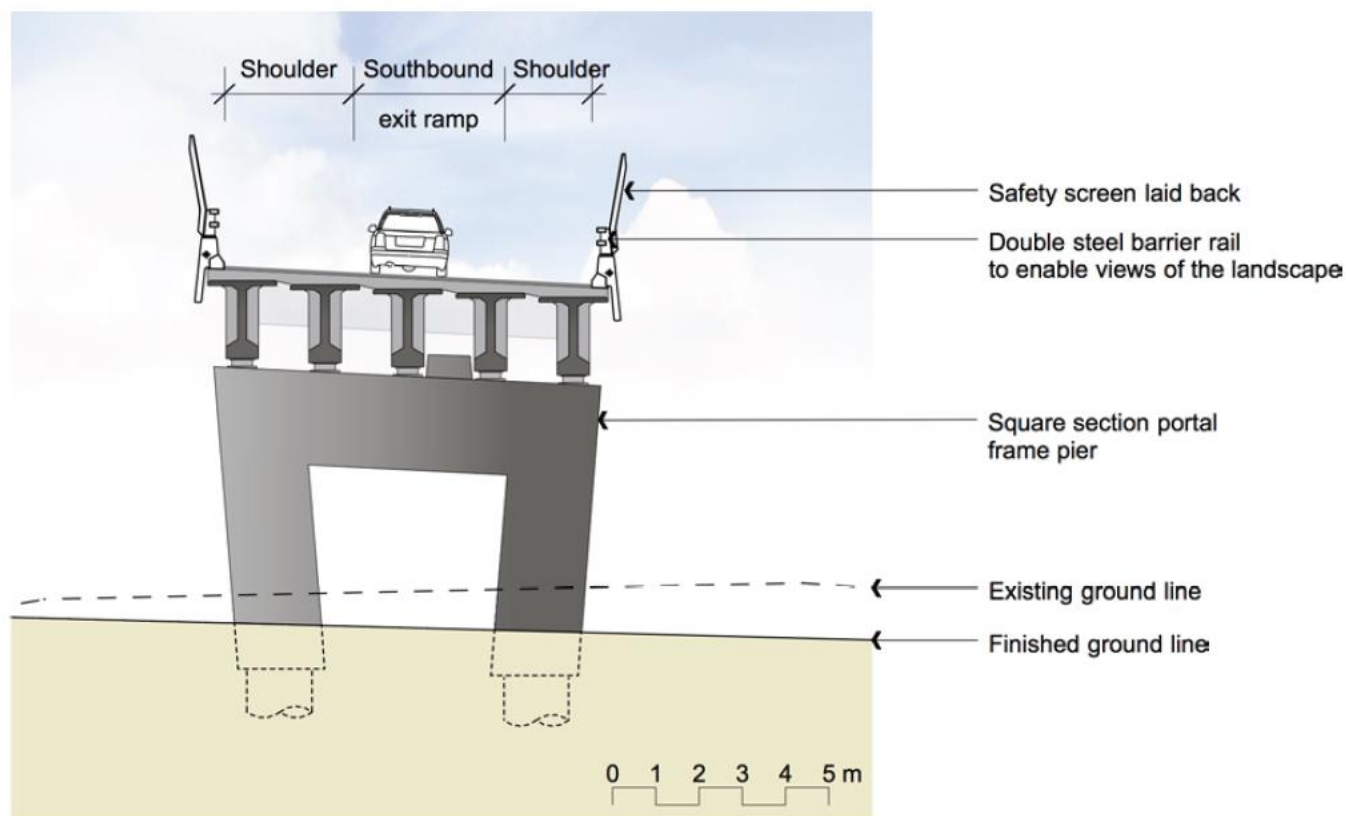 Shoulder Southbound Shoulder
exit ramp
Safety screen laid back
Double steel barrier rail
to enable views of the landscape
Square section portal
frame pier
Existing ground line
Finished ground line
0 1 2 3 4 5 m